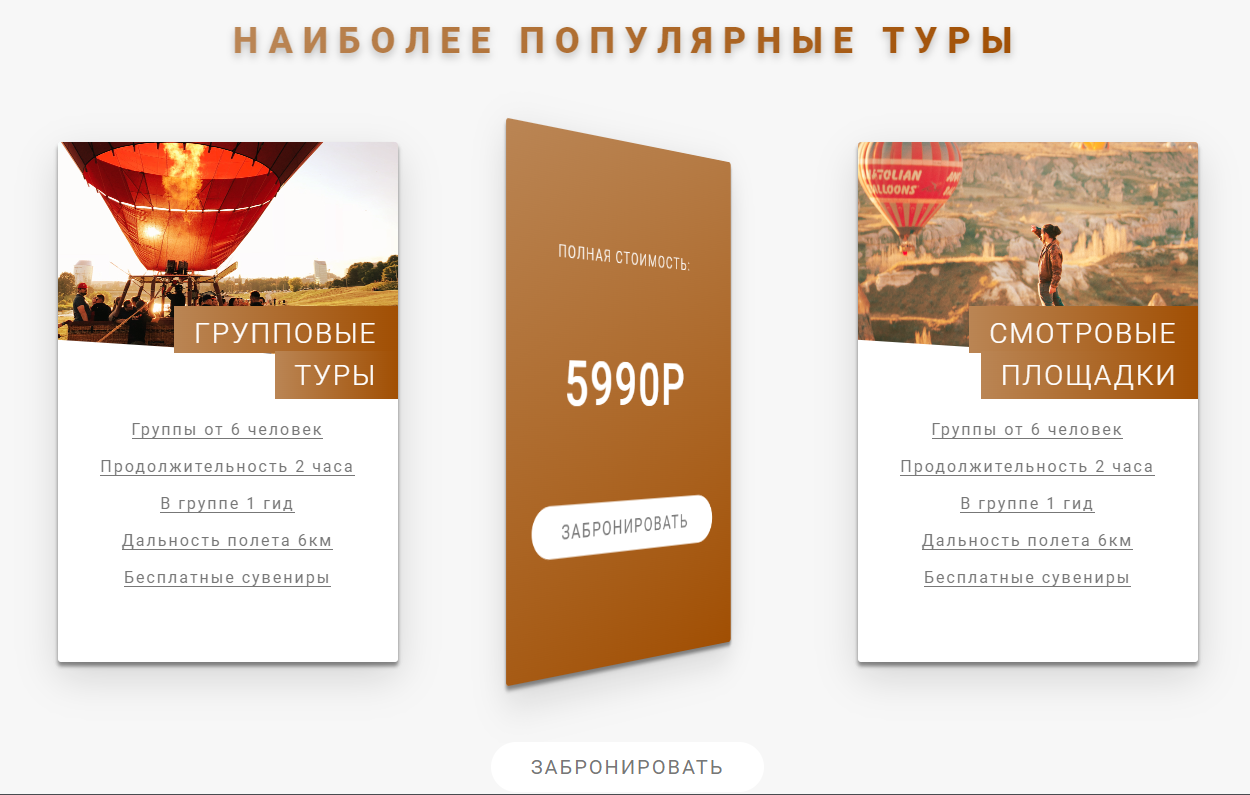 НАИБОЛЕЕ ПОПУЛЯРНЫЕ ТУРЫ
ГРУППОВЫЕ
ТУРЫ
Группы от 6 человек
Продолжительность 2 часа
В группе 1 гид
Дальность полета 6км
Бесплатные сувениры
ПОЛНАЯ СТОИМОСТЬ:
5990Р
ЗАБРОНИРОВАТЬ
BALLOONS
СМОТРОВЫЕ
ПЛОЩАДКИ
Группы от 6 человек
Продолжительность 2 часа
В группе 1 гид
Дальность полета 6км
Бесплатные сувениры
ЗАБРОНИРОВАТЬ